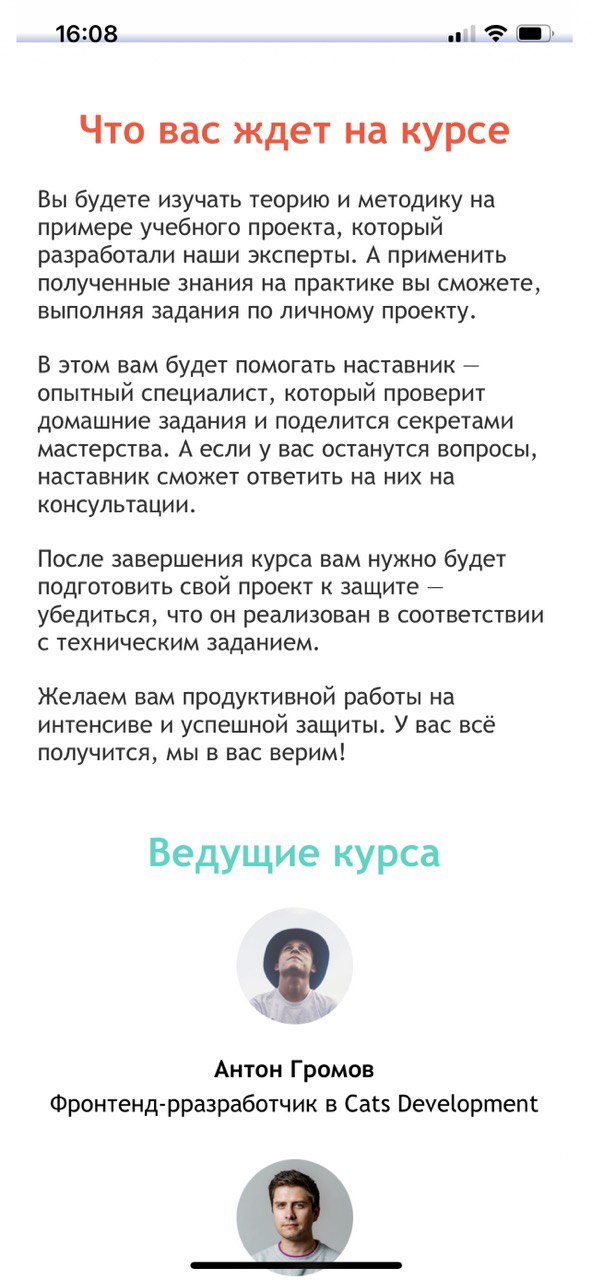 16:08
Что вас ждет на курсе
Вы будете изучать теорию и методику на
примере учебного проекта, который
разработали наши эксперты. А применить
полученные знания на практике вы сможете,
выполняя задания по личному проекту.
В этом вам будет помогать наставник —
опытный специалист, который проверит
домашние задания и поделится секретами
мастерства. А если у вас останутся вопросы,
наставник сможет ответить на них на
консультации.
После завершения курса вам нужно будет
подготовить свой проект к защите —
убедиться, что он реализован в соответствии
с техническим заданием.
Желаем вам продуктивной работы на
интенсиве и успешной защиты. У вас всё
получится, мы в вас верим!
Ведущие курса
Антон Громов
Фронтенд-рразработчик в Cats Development